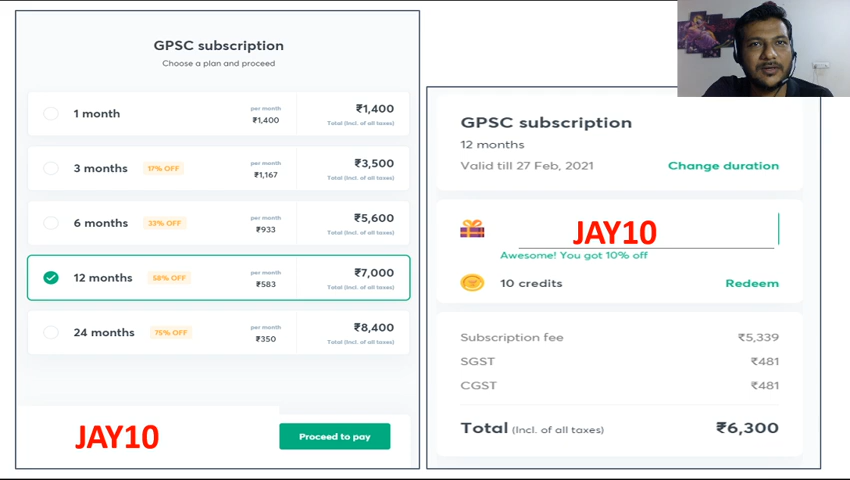 GPSC subscription
Choose a plan and proceed
1 month
per month
₹1,400
₹1,400
Total (Incl. of all taxes)
3 months
17% OFF
per month
₹1,167
₹3,500
Total (Incl. of all taxes)
6 months
33% OFF
per month
₹933
₹5,600
Total (Incl. of all taxes)
12 months
58% OFF
per month
₹583
₹7,000
Total (Incl. of all taxes)
24 months
75% OFF
per month
₹350
₹8,400
Total (Incl. of all taxes)
JAY10
Proceed to pay
GPSC subscription
12 months
Valid till 27 Feb, 2021
Change duration
JAY10
Awesome! You got 10% off
10 credits
Redeem
Subscription fee
₹5,339
SGST
₹481
CGST
₹481
Total (Incl. of all taxes)
₹6,300